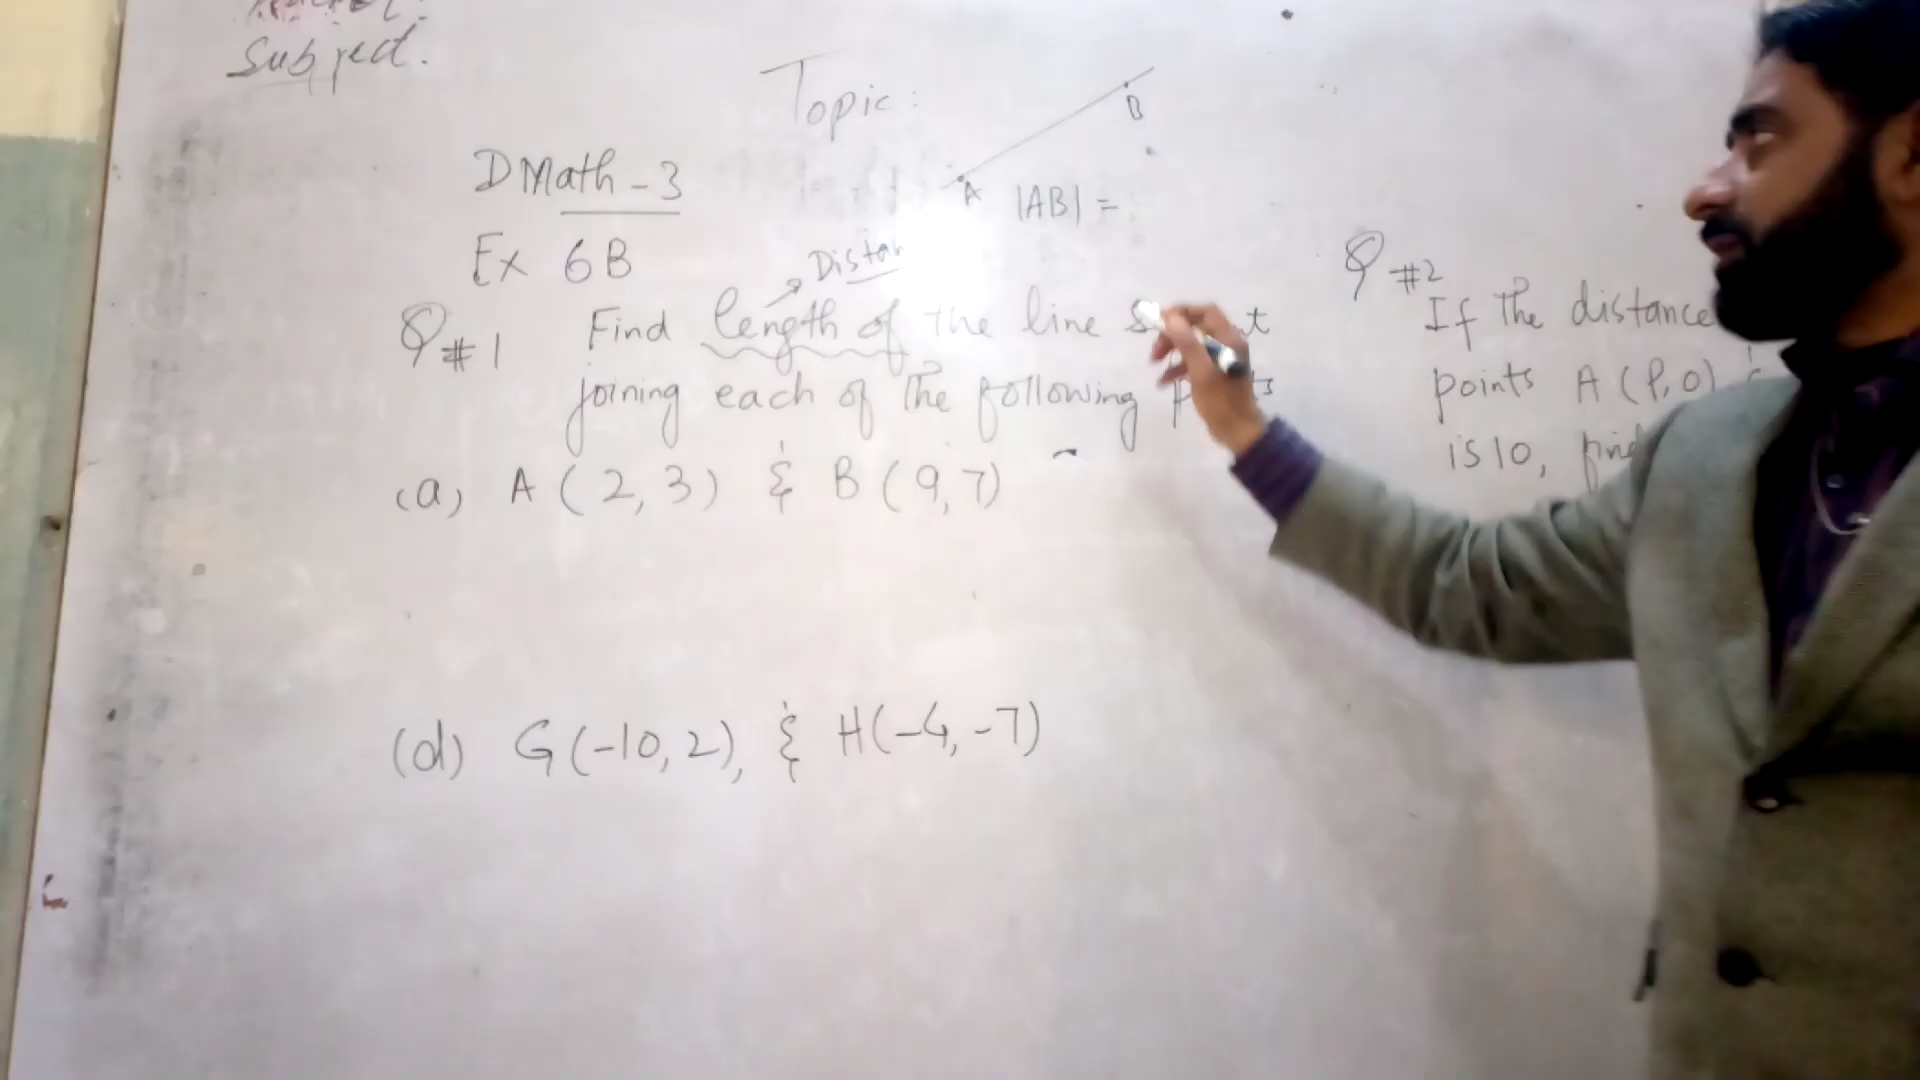 Subject.
Topic:
B
A
|AB| =
DMath-3
Ex 6B
Q #1 Find length of the line
joining each of the following
(a) A (2,3) & B (9,7)
(d) G(-10,2), & H(-4,-7)
Q #2
If the distance
points A (P,0)
is 10, find